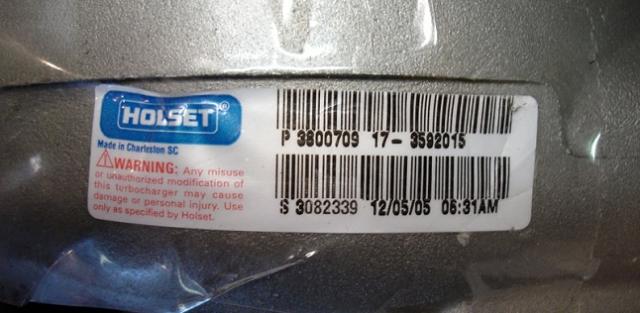 HOLSET®
Made in Charleston SC
WARNING: Any misuse
or unauthorized modification of
this turbocharger may cause
damage or personal injury. Use
only as specified by Holset.
P 3800709 17-3592015
S 3082339 12/05/05 06:31AM